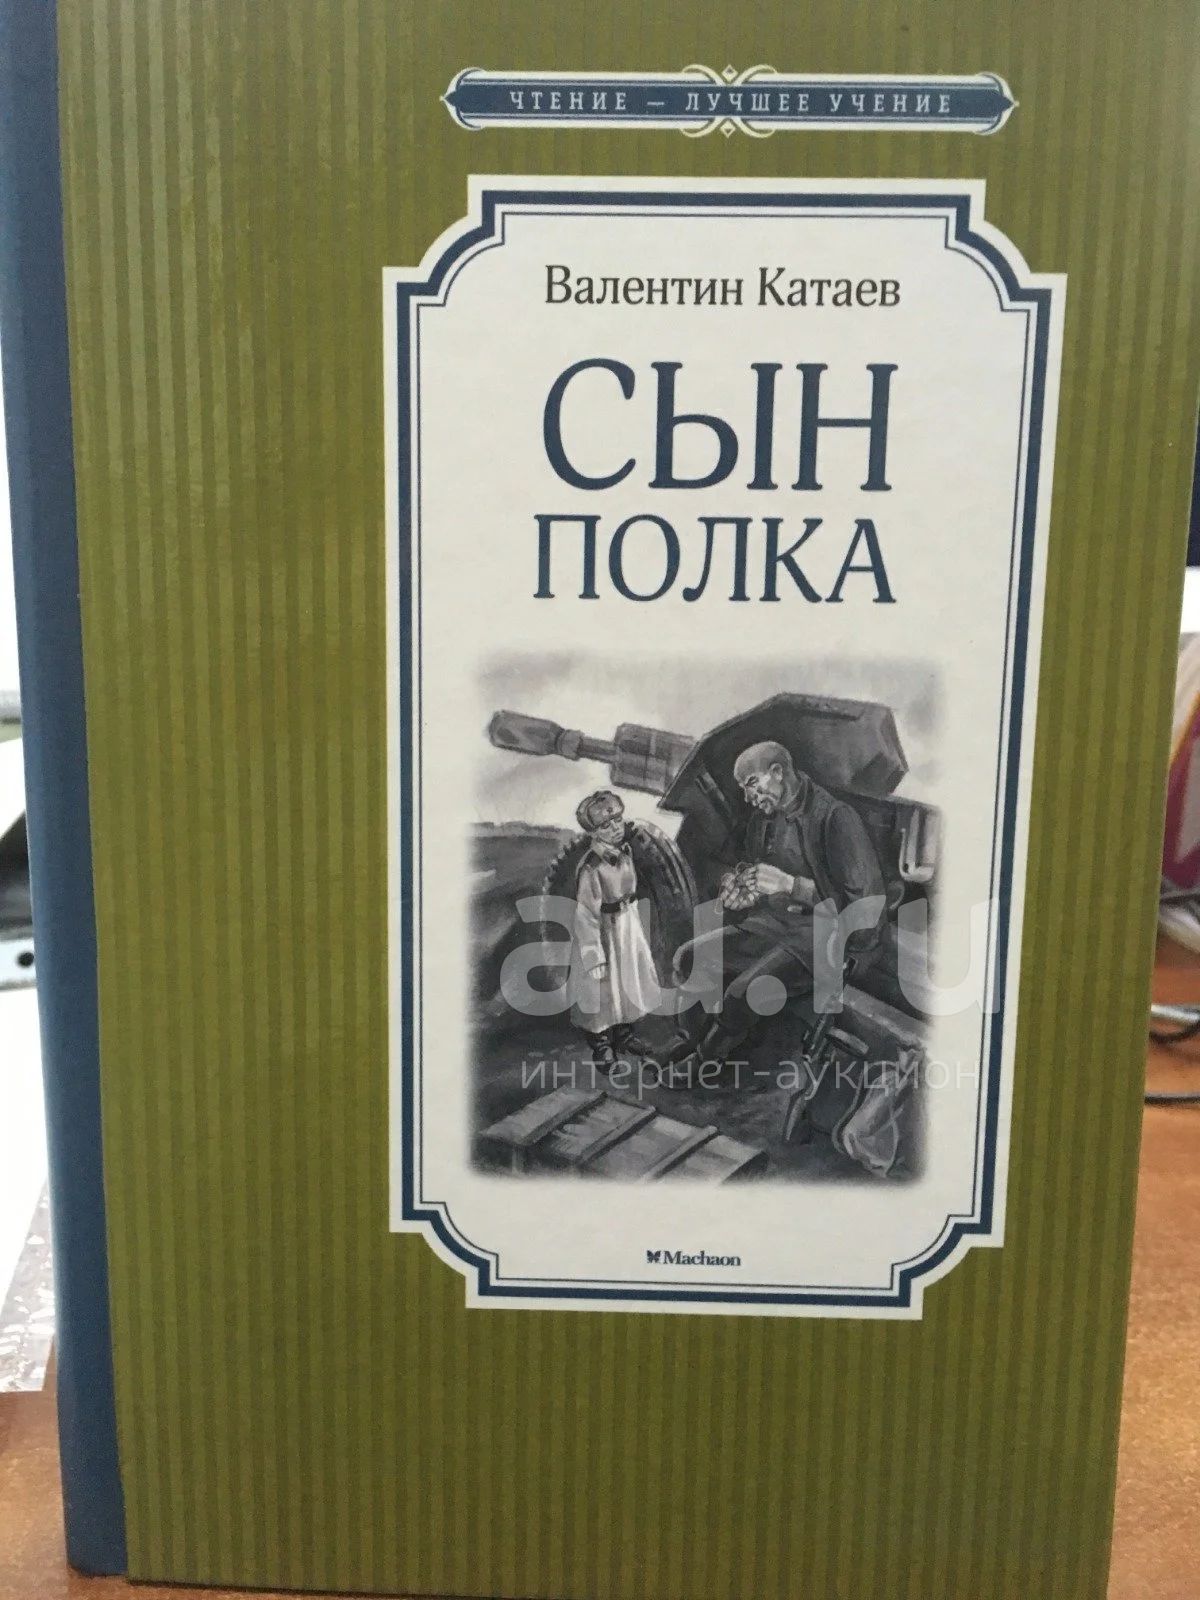 ЧТЕНИЕ — ЛУЧШЕЕ УЧЕНИЕ
Валентин Катаев
СЫН
ПОЛКА
au.ru
интернет-аукцион
Machaon